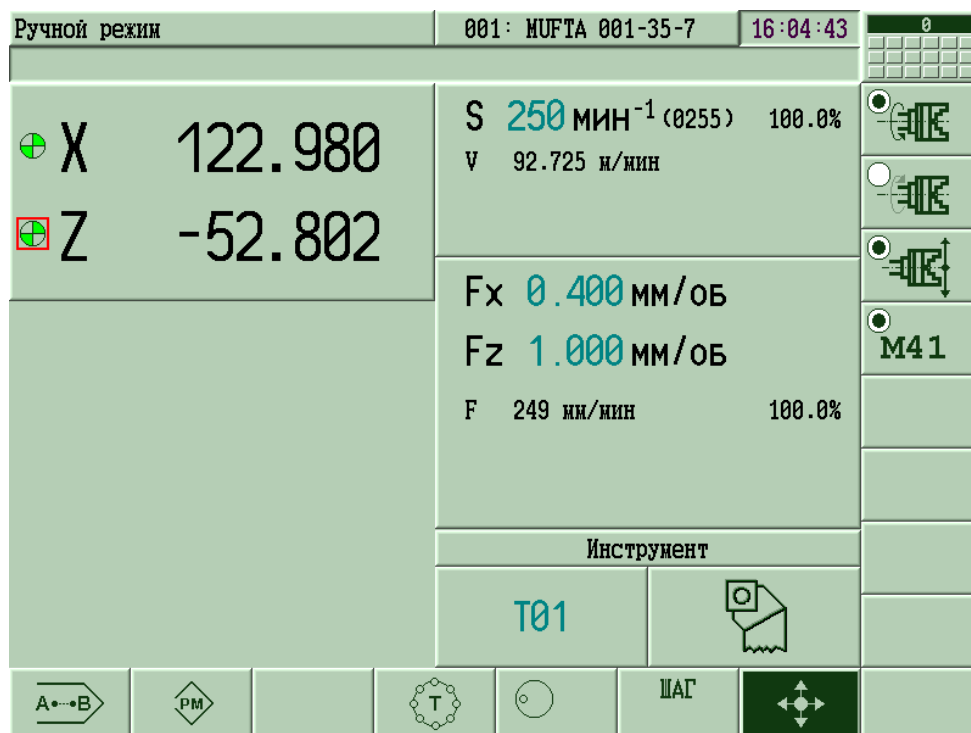 Ручной режим
001: MUFTA 001-35-7
16:04:43
0
X 122.980
Z -52.802
S 250 мин⁻¹ (0255) 100.0%
V 92.725 м/мин
Fx 0.400 мм/об
Fz 1.000 мм/об
F 249 мм/мин 100.0%
M41
Инструмент
T01
A B
РМ
T
ШАГ